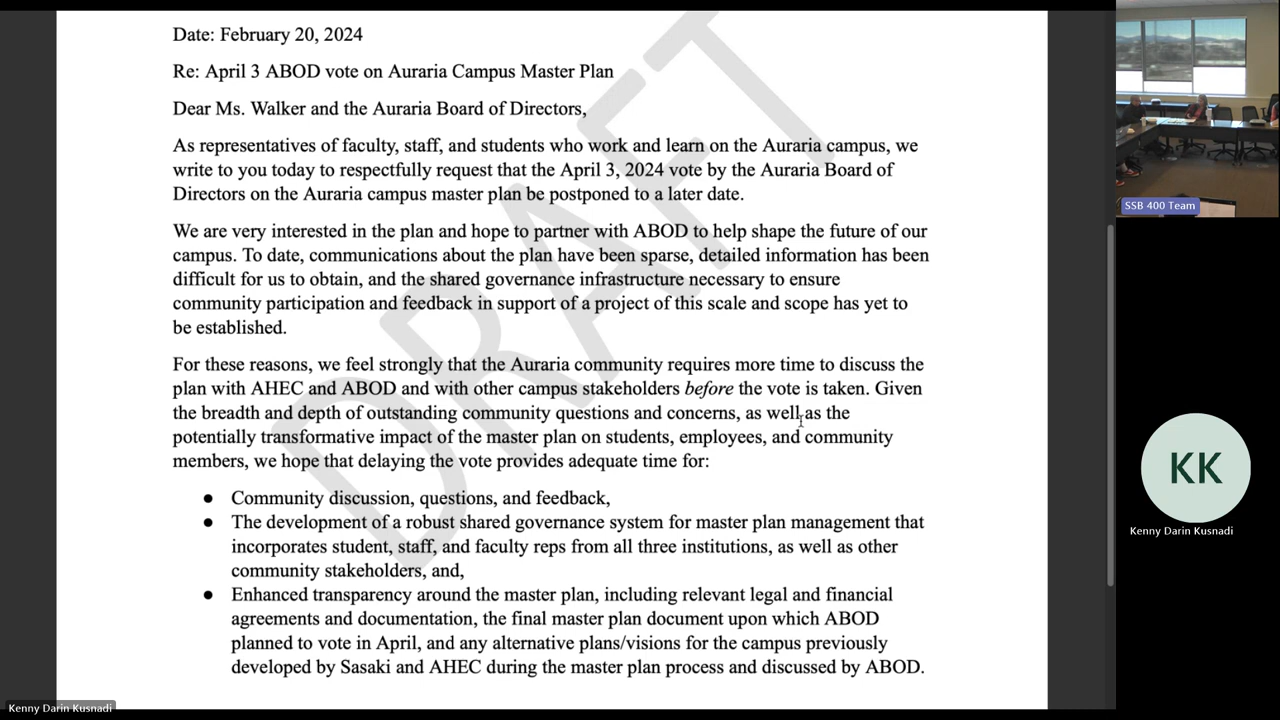 Date: February 20, 2024
Re: April 3 ABOD vote on Auraria Campus Master Plan
Dear Ms. Walker and the Auraria Board of Directors,
As representatives of faculty, staff, and students who work and learn on the Auraria campus, we
write to you today to respectfully request that the April 3, 2024 vote by the Auraria Board of
Directors on the Auraria campus master plan be postponed to a later date.
We are very interested in the plan and hope to partner with ABOD to help shape the future of our
campus. To date, communications about the plan have been sparse, detailed information has been
difficult for us to obtain, and the shared governance infrastructure necessary to ensure
community participation and feedback in support of a project of this scale and scope has yet to
be established.
For these reasons, we feel strongly that the Auraria community requires more time to discuss the
plan with AHEC and ABOD and with other campus stakeholders before the vote is taken. Given
the breadth and depth of outstanding community questions and concerns, as well as the
potentially transformative impact of the master plan on students, employees, and community
members, we hope that delaying the vote provides adequate time for:
● Community discussion, questions, and feedback,
● The development of a robust shared governance system for master plan management that
incorporates student, staff, and faculty reps from all three institutions, as well as other
community stakeholders, and,
● Enhanced transparency around the master plan, including relevant legal and financial
agreements and documentation, the final master plan document upon which ABOD
planned to vote in April, and any alternative plans/visions for the campus previously
developed by Sasaki and AHEC during the master plan process and discussed by ABOD.
DRAFT
SSB 400 Team
KK
Kenny Darin Kusnadi
Kenny Darin Kusnadi